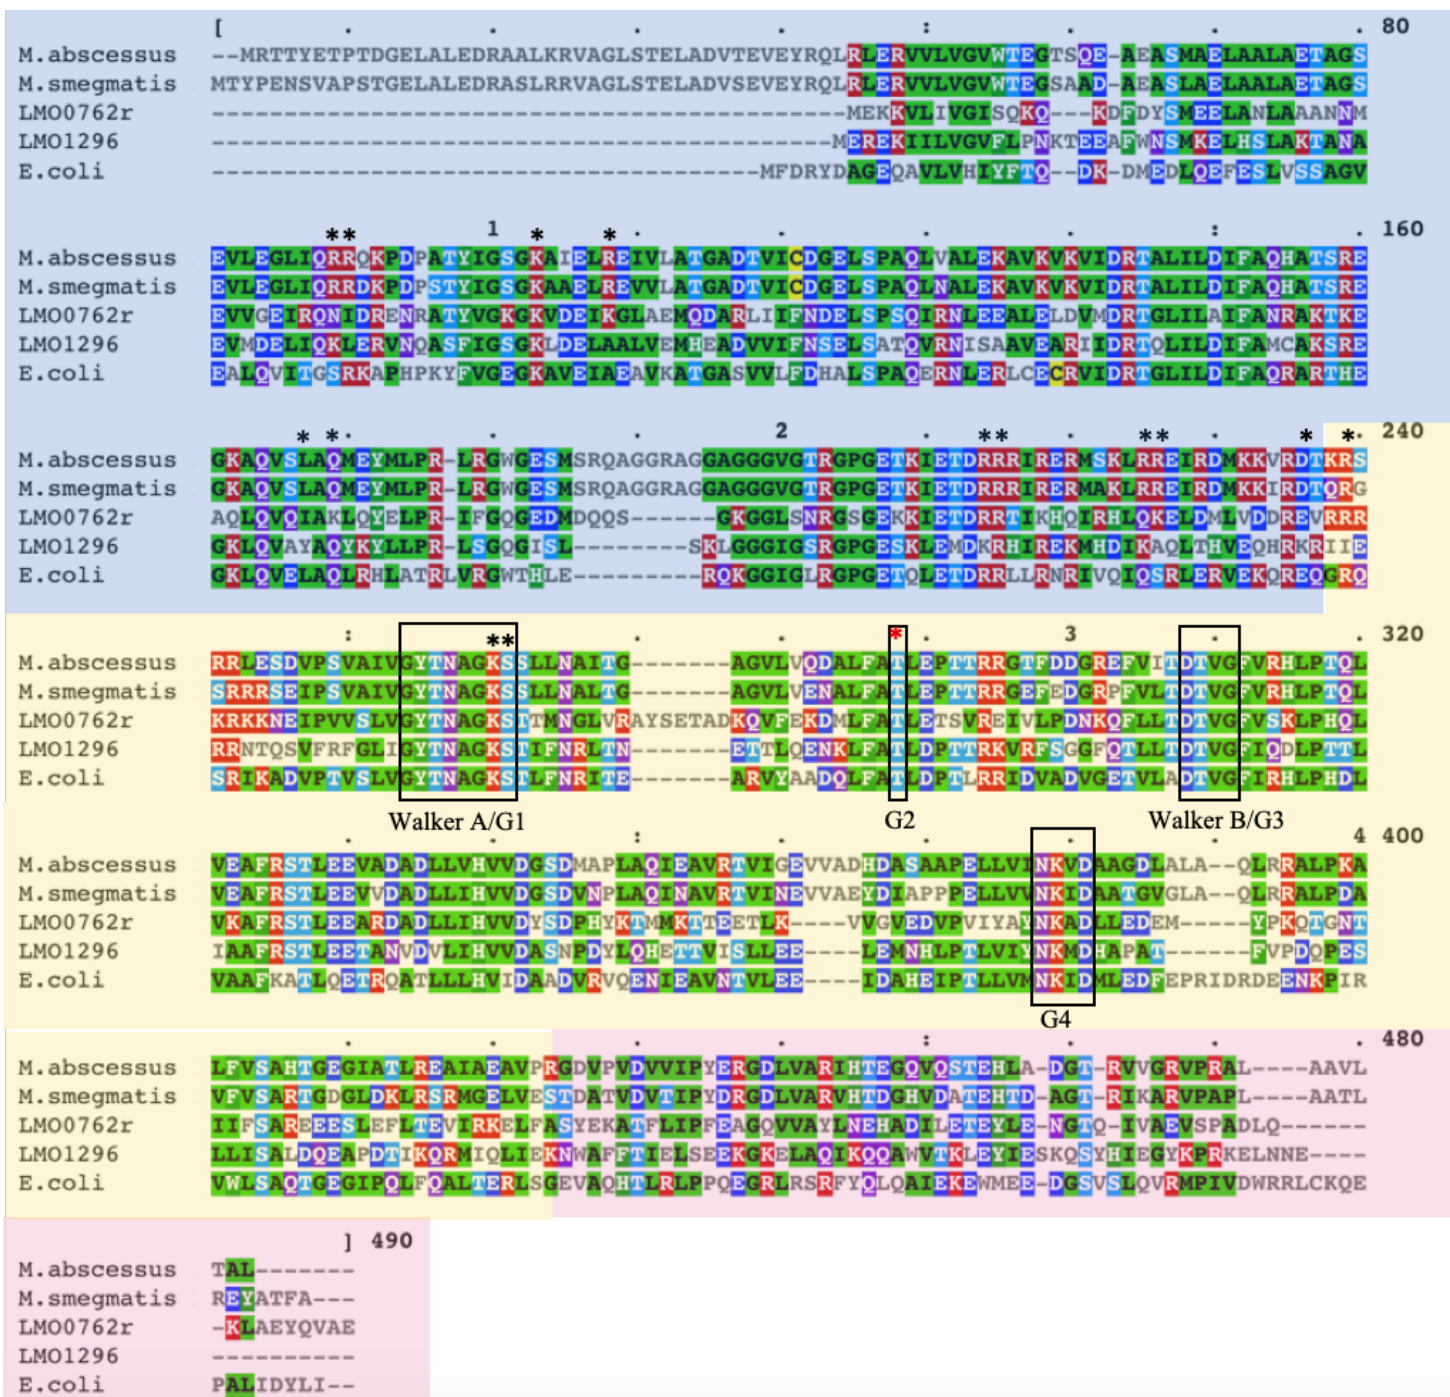 [ . . . . : . . . 80
M.abscessus --MRTTYETPTDGELALEDRAALKRVAGLSTELADVTEVEYRQLRLERVVLVGVWTEGTSQE-AEASMAELAALAETAGS
M.smegmatis MTYPENSVAPSTGELALEDRASLRRVAGLSTELADVSEVEYRQLRLERVVLVGVWTEGSAAD-AEASLAELAALAETAGS
LMO0762r --------------------------------------------MEKKVLIVGISQKQ---KDFDYSMEELANLAAANNM
LMO1296 -------------------------------------------MEREKIILVGVFLPNKTEEAFWNSMKELHSLAKTANA
E.coli --------------------------------------MFDRYDAGEQAVLVHIYFTQ--DK-DMEDLQEFESLVSSAGV
** 1 * * . . : . 160
M.abscessus EVLEGLIQRRQKPDPATYIGSGKAIELREIVLATGADTVICDGELSPAQLVALEKAVKVKVIDRTALILDIFAQHATSRE
M.smegmatis EVLEGLIQRRDKPDPSTYIGSGKAAELREVVLATGADTVICDGELSPAQLNALEKAVKVKVIDRTALILDIFAQHATSRE
LMO0762r EVVGEIRQNIDRENRATYVGKGKVDEIKGLAEMQDARLIIFNDELSPSQIRNLEEALELDVMDRTGLILAIFANRAKTKE
LMO1296 EVMDELIQKLERVNQASFIGSGKLDELAALVEMHEADVVIFNSELSATQVRNISAAVEARIIDRTQLILDIFAMCAKSRE
E.coli EALQVITGSRKAPHPKYFVGEGKAVEIAEAVKATGASVVLFDHALSPAQERNLERLCECRVIDRTGLILDIFAQRARTHE
* * . . . 2 . ** . ** . * * . 240
M.abscessus GKAQVSLAQMEYMLPR-LRGWGESMSRQAGGRAGGAGGGVGTRGPGETKIETDRRRIRERMSKLRREIRDMKKVRDTKRS
M.smegmatis GKAQVSLAQMEYMLPR-LRGWGESMSRQAGGRAGGAGGGVGTRGPGETKIETDRRRIRERMAKLRREIRDMKKIRDTQRG
LMO0762r AQLQVQIAKLQYELPR-IFGQGEDMDQQS------GKGGLSNRGSGEKKIETDRRTIKHQIRHLQKELDMLVDDREVRRR
LMO1296 GKLQVAYAQYKYLLPR-LSGQGISL--------SKLGGGIGSRGPGESKLEMDKRHIREKMHDIKAQLTHVEQHRKRIIE
E.coli GKLQVELAQLRHLATRLVRGWTHLE---------RQKGGIGLRGPGETQLETDRRLLRNRIVQIQSRLERVEKQREQGRQ
: ** . . * . 3 . . 320
M.abscessus RRLESDVPSVAIVGYTNAGKSSLLNAITG-------AGVLVQDALFATLEPTTRRGTFDDGREFVITDTVGFVRHLPTQL
M.smegmatis SRRRSEIPSVAIVGYTNAGKSSLLNALTG-------AGVLVENALFATLEPTTRRGEFEDGRPFVLTDTVGFVRHLPTQL
LMO0762r KRKKNEIPVVSLVGYTNAGKSTTMNGLVRAYSETADKQVFEKDMLFATLETSVREIVLPDNKQFLLTDTVGFVSKLPHQL
LMO1296 RRNTQSVFRFGLIGYTNAGKSTIFNRLTN-------ETTLQENKLFATLDPTTRKVRFSGGFQTLLTDTVGFIQDLPTTL
E.coli SRIKADVPTVSLVGYTNAGKSTLFNRITE-------ARVYAADQLFATLDPTLRRIDVADVGETVLADTVGFIRHLPHDL
Walker A/G1 G2 Walker B/G3
. . : . . . . 4 400
M.abscessus VEAFRSTLEEVADADLLVHVVDGSDMAPLAQIEAVRTVIGEVVADHDASAAPELLVINKVDAAGDLALA--QLRRALPKA
M.smegmatis VEAFRSTLEEVVDADLLIHVVDGSDVNPLAQINAVRTVINEVVAEYDIAPPPELLVVNKIDAATGVGLA--QLRRALPDA
LMO0762r VKAFRSTLEEARDADLLIHVVDYSDPHYKTMMKTTEETLK----VVGVEDVPVIYAYNKADLLEDEM-----YPKQTGNT
LMO1296 IAAFRSTLEETANVDVLIHVVDASNPDYLQHETTVISLLEE----LEMNHLPTLVIYNKMDHAPAT------FVPDQPES
E.coli VAAFKATLQETRQATLLLHVIDAADVRVQENIEAVNTVLEE----IDAHEIPTLLVMNKIDMLEDFEPRIDRDEENKPIR
G4
. . . . : . . . 480
M.abscessus LFVSAHTGEGIATLREAIAEAVPRGDVPVDVVIPYERGDLVARIHTEGQVQSTEHLA-DGT-RVVGRVPRAL----AAVL
M.smegmatis VFVSARTGDGLDKLRSRMGELVESTDATVDVTIPYDRGDLVARVHTDGHVDATEHTD-AGT-RIKARVPAPL----AATL
LMO0762r IIFSAREEESLEFLTEVIRKELFASYEKATFLIPFEAGQVVAYLNEHADILETEYLE-NGTQ-IVAEVSPADLQ------
LMO1296 LLISALDQEAPDTIKQRMIQLIEKNWAFFTIELSEEKGKELAQIKQQAWVTKLEYIESKQSYHIEGYKPRKELNNE----
E.coli VWLSAQTGEGIPQLFQALTERLSGEVAQHTLRLPPQEGRLRSRFYQLQAIEKEWMEE-DGSVSLQVRMPIVDWRRLCKQE
] 490
M.abscessus TAL-------
M.smegmatis REYATFA---
LMO0762r -KLAEYQVAE
LMO1296 ----------
E.coli PALIDYLI--